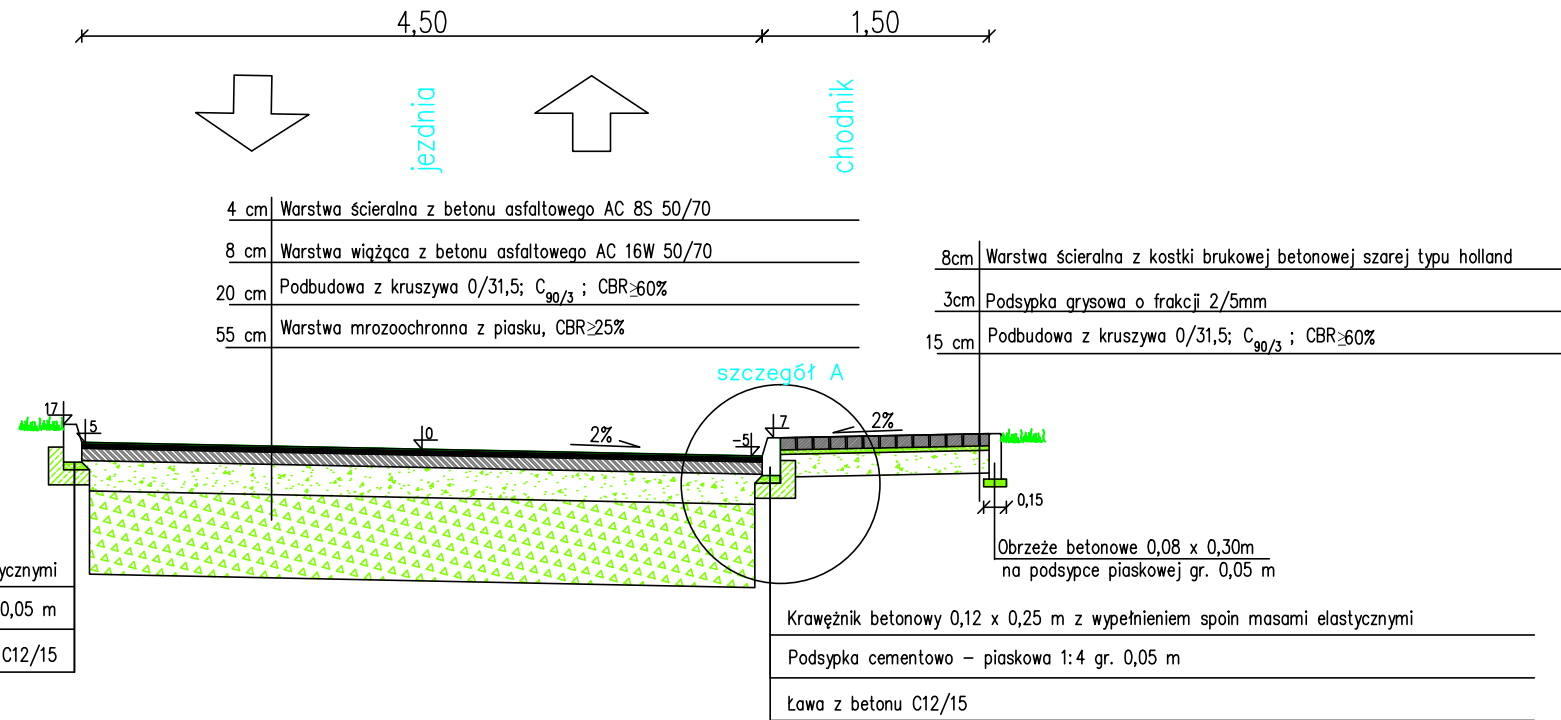 4,50
1,50
jezdnia
chodnik
4 cm Warstwa ścieralna z betonu asfaltowego AC 8S 50/70
8 cm Warstwa wiążąca z betonu asfaltowego AC 16W 50/70
20 cm Podbudowa z kruszywa 0/31,5; C90/3 ; CBR≥60%
55 cm Warstwa mrozoochronna z piasku, CBR≥25%
8cm Warstwa ścieralna z kostki brukowej betonowej szarej typu holland
3cm Podsypka grysowa o frakcji 2/5mm
15 cm Podbudowa z kruszywa 0/31,5; C90/3 ; CBR≥60%
szczegół A
17
5
0
2%
-5
7
2%
0,15
Obrzeże betonowe 0,08 x 0,30m
na podsypce piaskowej gr. 0,05 m
ycznymi
0,05 m
C12/15
Krawężnik betonowy 0,12 x 0,25 m z wypełnieniem spoin masami elastycznymi
Podsypka cementowo – piaskowa 1:4 gr. 0,05 m
Ława z betonu C12/15